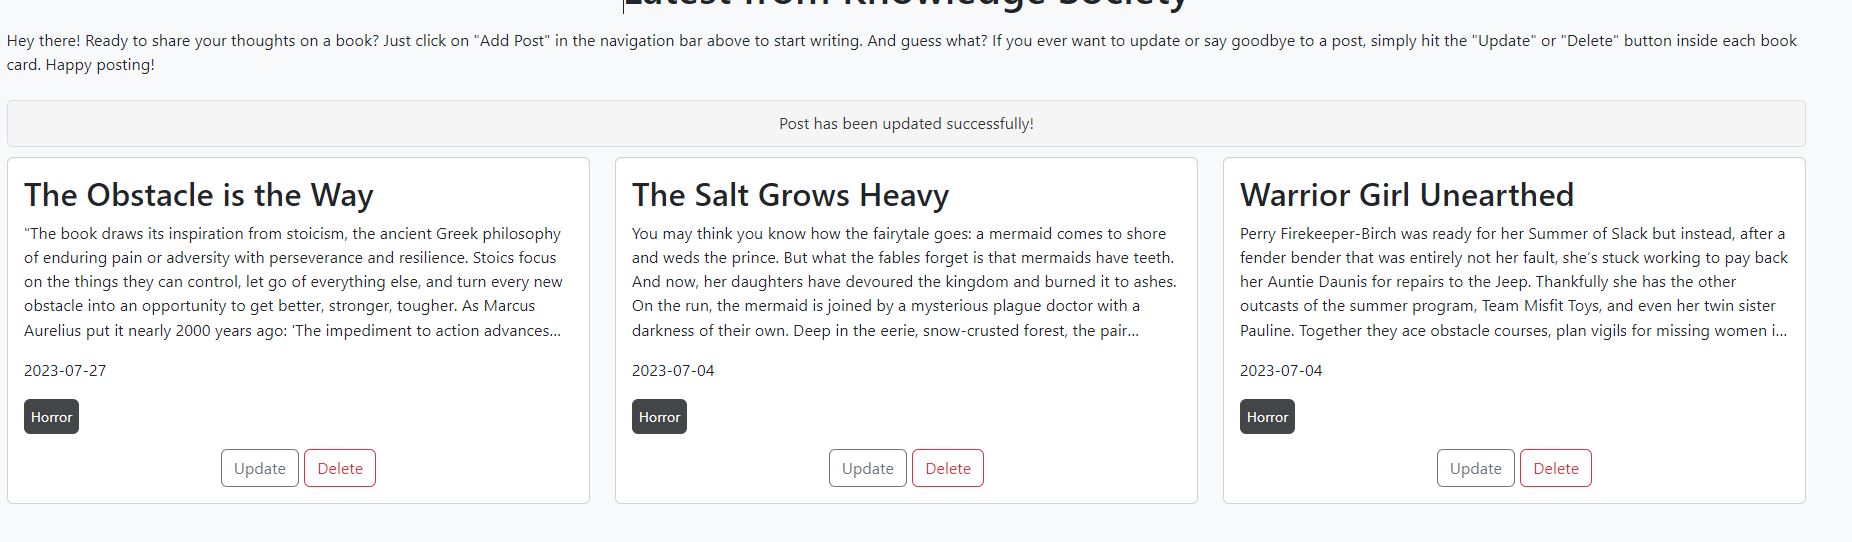 Latest from Knowledge Society
Hey there! Ready to share your thoughts on a book? Just click on "Add Post" in the navigation bar above to start writing. And guess what? If you ever want to update or say goodbye to a post, simply hit the "Update" or "Delete" button inside each book
card. Happy posting!
Post has been updated successfully!
The Obstacle is the Way
"The book draws its inspiration from stoicism, the ancient Greek philosophy
of enduring pain or adversity with perseverance and resilience. Stoics focus
on the things they can control, let go of everything else, and turn every new
obstacle into an opportunity to get better, stronger, tougher. As Marcus
Aurelius put it nearly 2000 years ago: 'The impediment to action advances...
2023-07-27
Horror
Update Delete
The Salt Grows Heavy
You may think you know how the fairytale goes: a mermaid comes to shore
and weds the prince. But what the fables forget is that mermaids have teeth.
And now, her daughters have devoured the kingdom and burned it to ashes.
On the run, the mermaid is joined by a mysterious plague doctor with a
darkness of their own. Deep in the eerie, snow-crusted forest, the pair...
2023-07-04
Horror
Update Delete
Warrior Girl Unearthed
Perry Firekeeper-Birch was ready for her Summer of Slack but instead, after a
fender bender that was entirely not her fault, she's stuck working to pay back
her Auntie Daunis for repairs to the Jeep. Thankfully she has the other
outcasts of the summer program, Team Misfit Toys, and even her twin sister
Pauline. Together they ace obstacle courses, plan vigils for missing women i...
2023-07-04
Horror
Update Delete